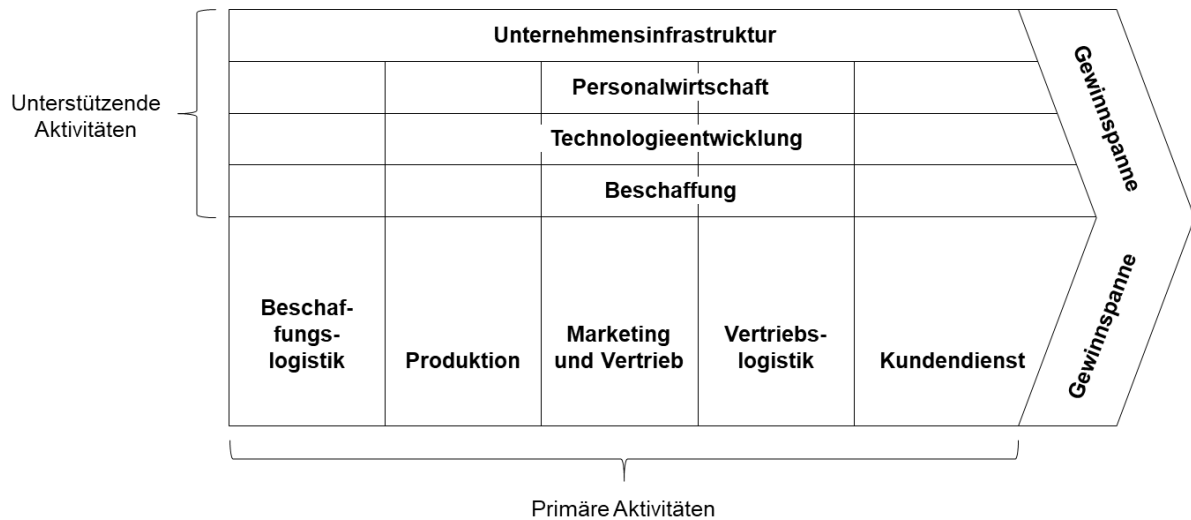 Unternehmensinfrastruktur
Personalwirtschaft
Technologieentwicklung
Beschaffung
Unterstützende
Aktivitäten
Beschaf-
fungs-
logistik
Produktion
Marketing
und Vertrieb
Vertriebs-
logistik
Kundendienst
Gewinnspanne
Gewinnspanne
Primäre Aktivitäten